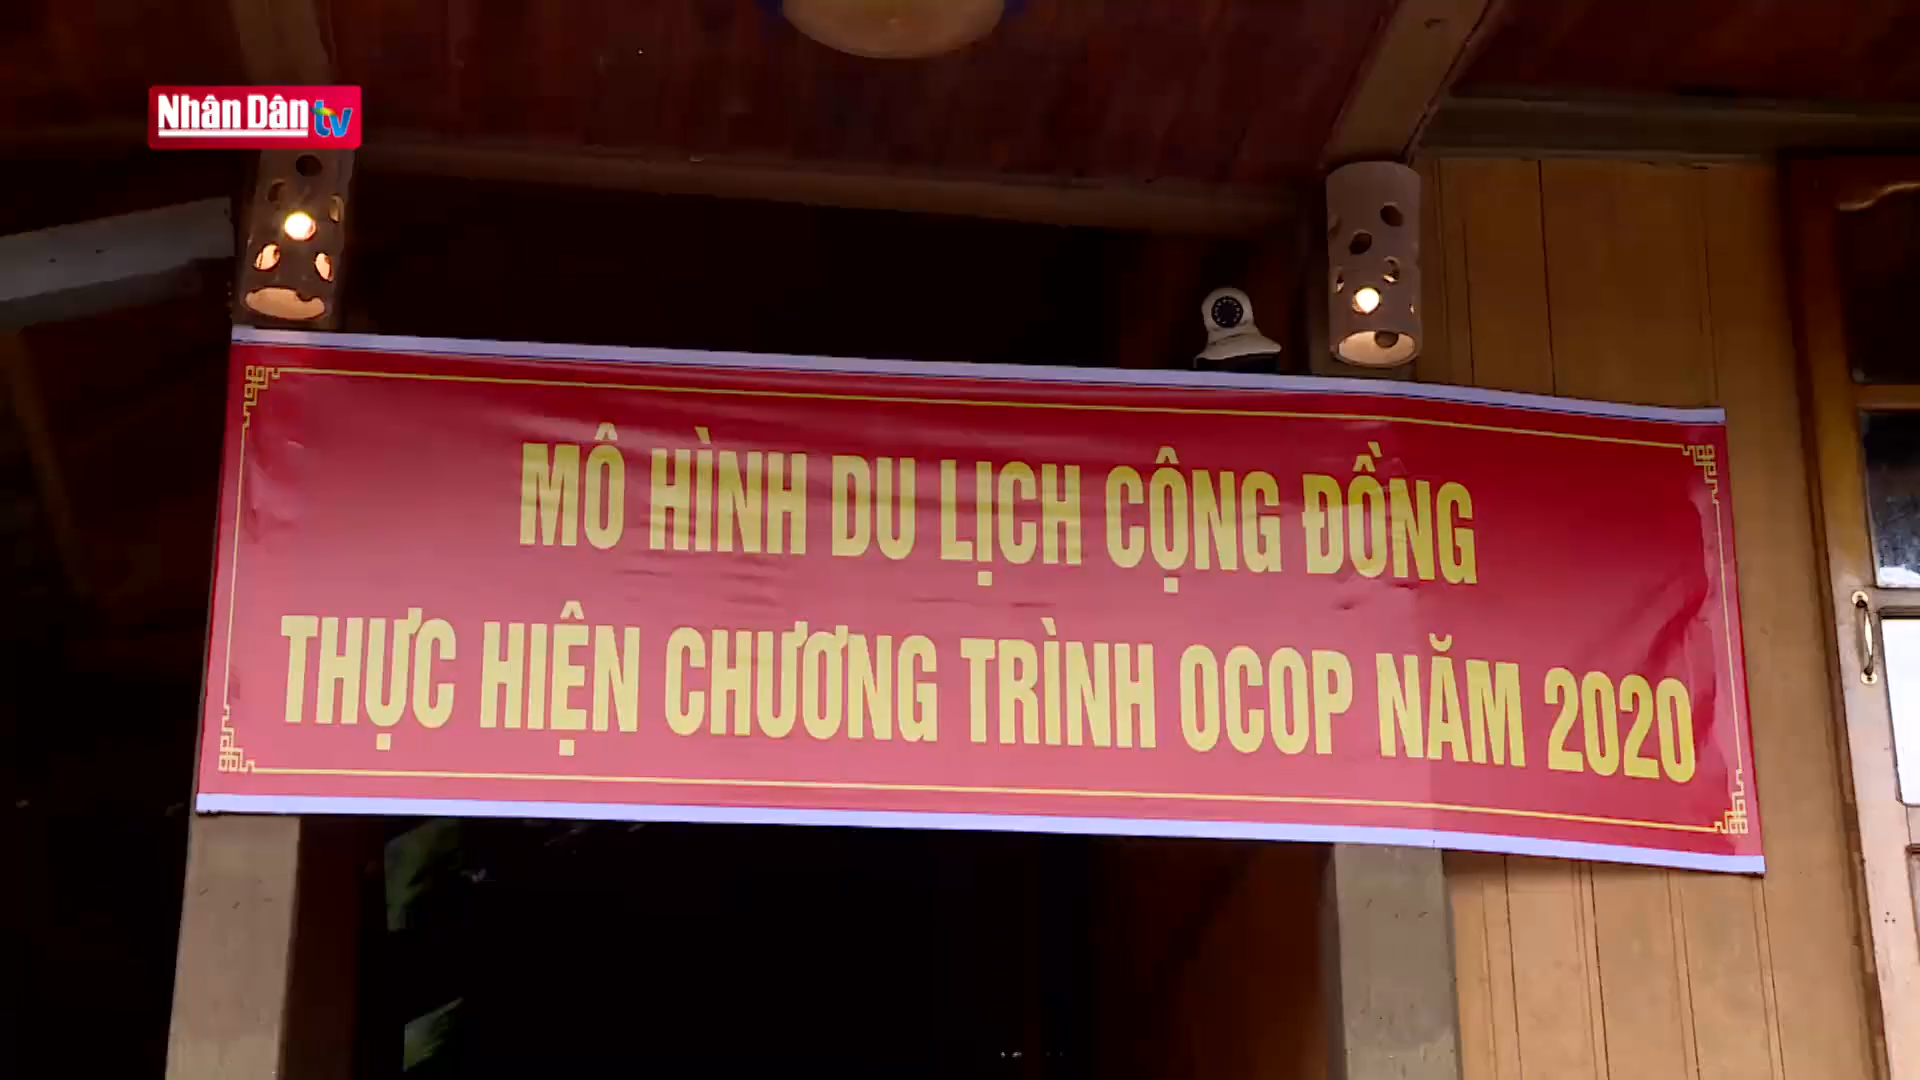 Nhân Dân tv
MÔ HÌNH DU LỊCH CỘNG ĐỒNG
THỰC HIỆN CHƯƠNG TRÌNH OCOP NĂM 2020